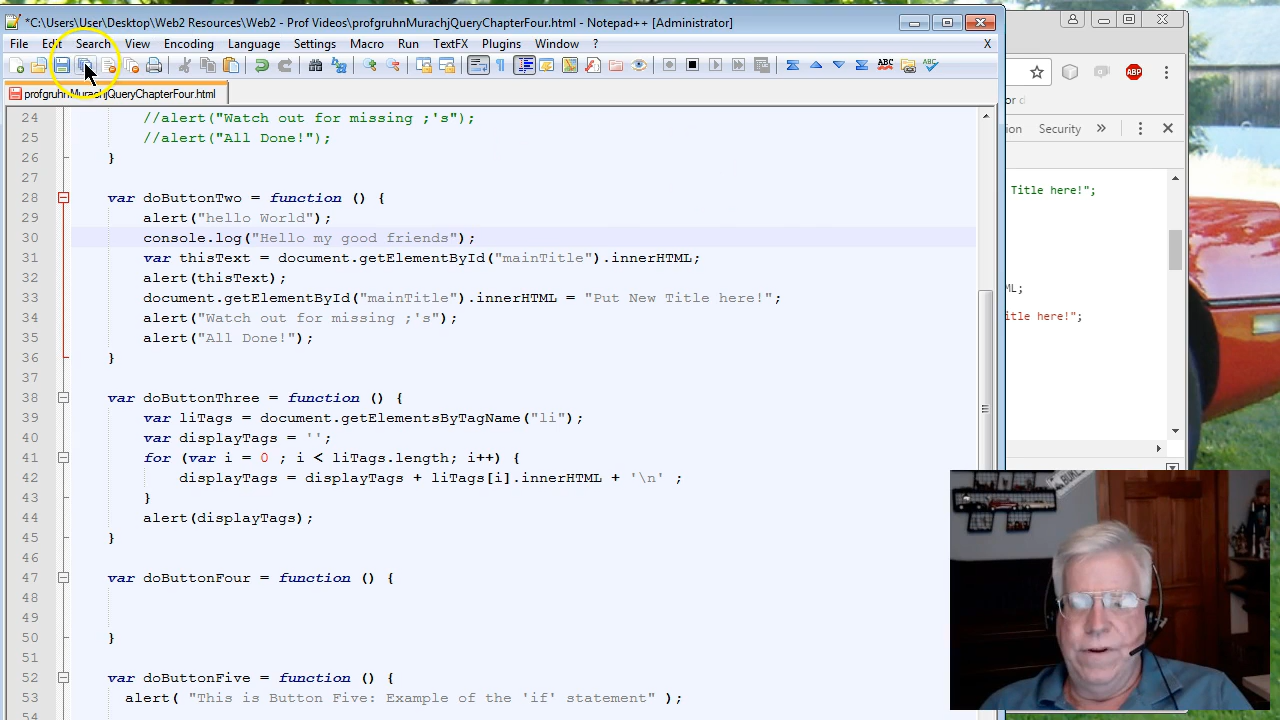 *C:\Users\User\Desktop\Web2 Resources\Web2 - Prof Videos\profgruhnMurachjQueryChapterFour.html - Notepad++ [Administrator]
File Edit Search View Encoding Language Settings Macro Run TextFX Plugins Window ? X
ABP
profgruhnMurachjQueryChapterFour.html
Security »
24 //alert("Watch out for missing ;'s");
25 //alert("All Done!");
26 }
27
28 var doButtonTwo = function () {
29 alert("hello World");
30 console.log("Hello my good friends");
31 var thisText = document.getElementById("mainTitle").innerHTML;
32 alert(thisText);
33 document.getElementById("mainTitle").innerHTML = "Put New Title here!";
34 alert("Watch out for missing ;'s");
35 alert("All Done!");
36 }
37
38 var doButtonThree = function () {
39 var liTags = document.getElementsByTagName("li");
40 var displayTags = '';
41 for (var i = 0 ; i < liTags.length; i++) {
42 displayTags = displayTags + liTags[i].innerHTML + '\n' ;
43 }
44 alert(displayTags);
45 }
46
47 var doButtonFour = function () {
48
49
50 }
51
52 var doButtonFive = function () {
53 alert( "This is Button Five: Example of the 'if' statement" );
54
Title here!";
ML;
itle here!";